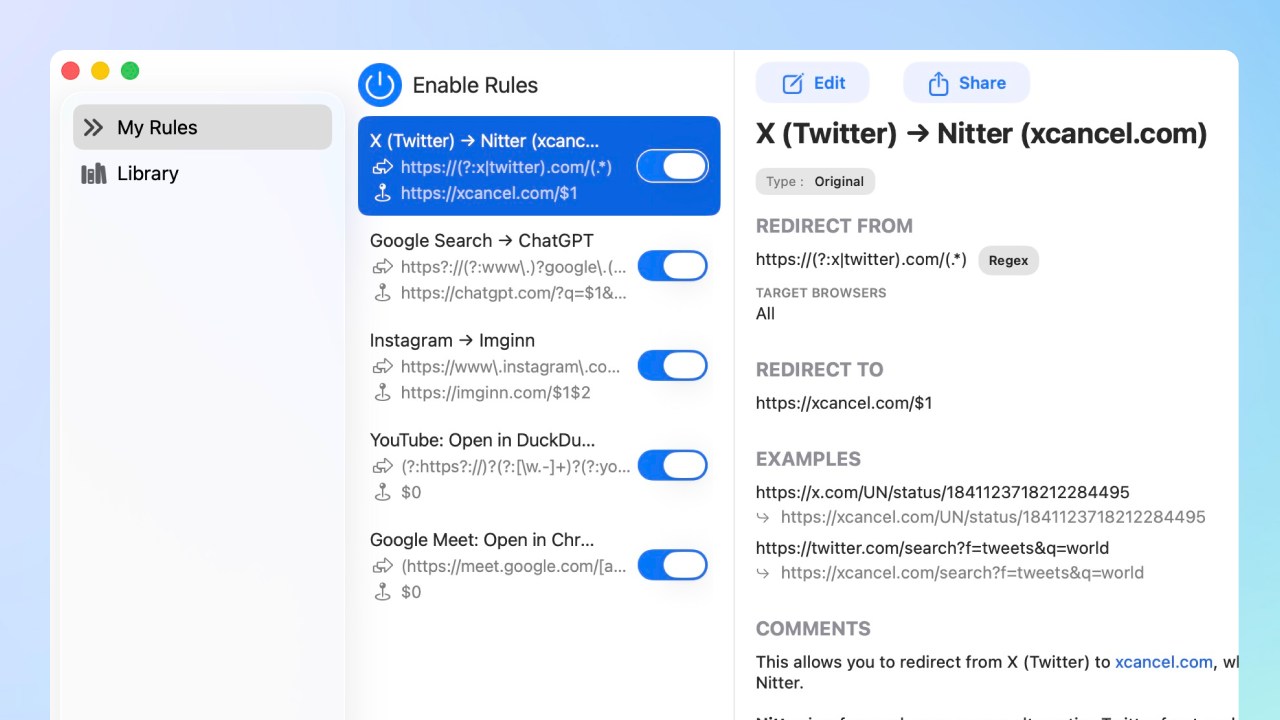 My Rules
Library
Enable Rules
X (Twitter) → Nitter (xcanc...
https://(?:x|twitter).com/(.*)
https://xcancel.com/$1
Google Search → ChatGPT
https?://(?:www\.)?google\.(...
https://chatgpt.com/?q=$1&...
Instagram → Imginn
https://www\.instagram\.co...
https://imginn.com/$1$2
YouTube: Open in DuckDu...
(?:https?://)?(?:[\w.-]+)?(?:yo...
$0
Google Meet: Open in Chr...
(https://meet.google.com/[a...
$0
Edit
Share
X (Twitter) → Nitter (xcancel.com)
Type : Original
REDIRECT FROM
https://(?:x|twitter).com/(.*) Regex
TARGET BROWSERS
All
REDIRECT TO
https://xcancel.com/$1
EXAMPLES
https://x.com/UN/status/1841123718212284495
https://xcancel.com/UN/status/1841123718212284495
https://twitter.com/search?f=tweets&q=world
https://xcancel.com/search?f=tweets&q=world
COMMENTS
This allows you to redirect from X (Twitter) to xcancel.com,
Nitter.